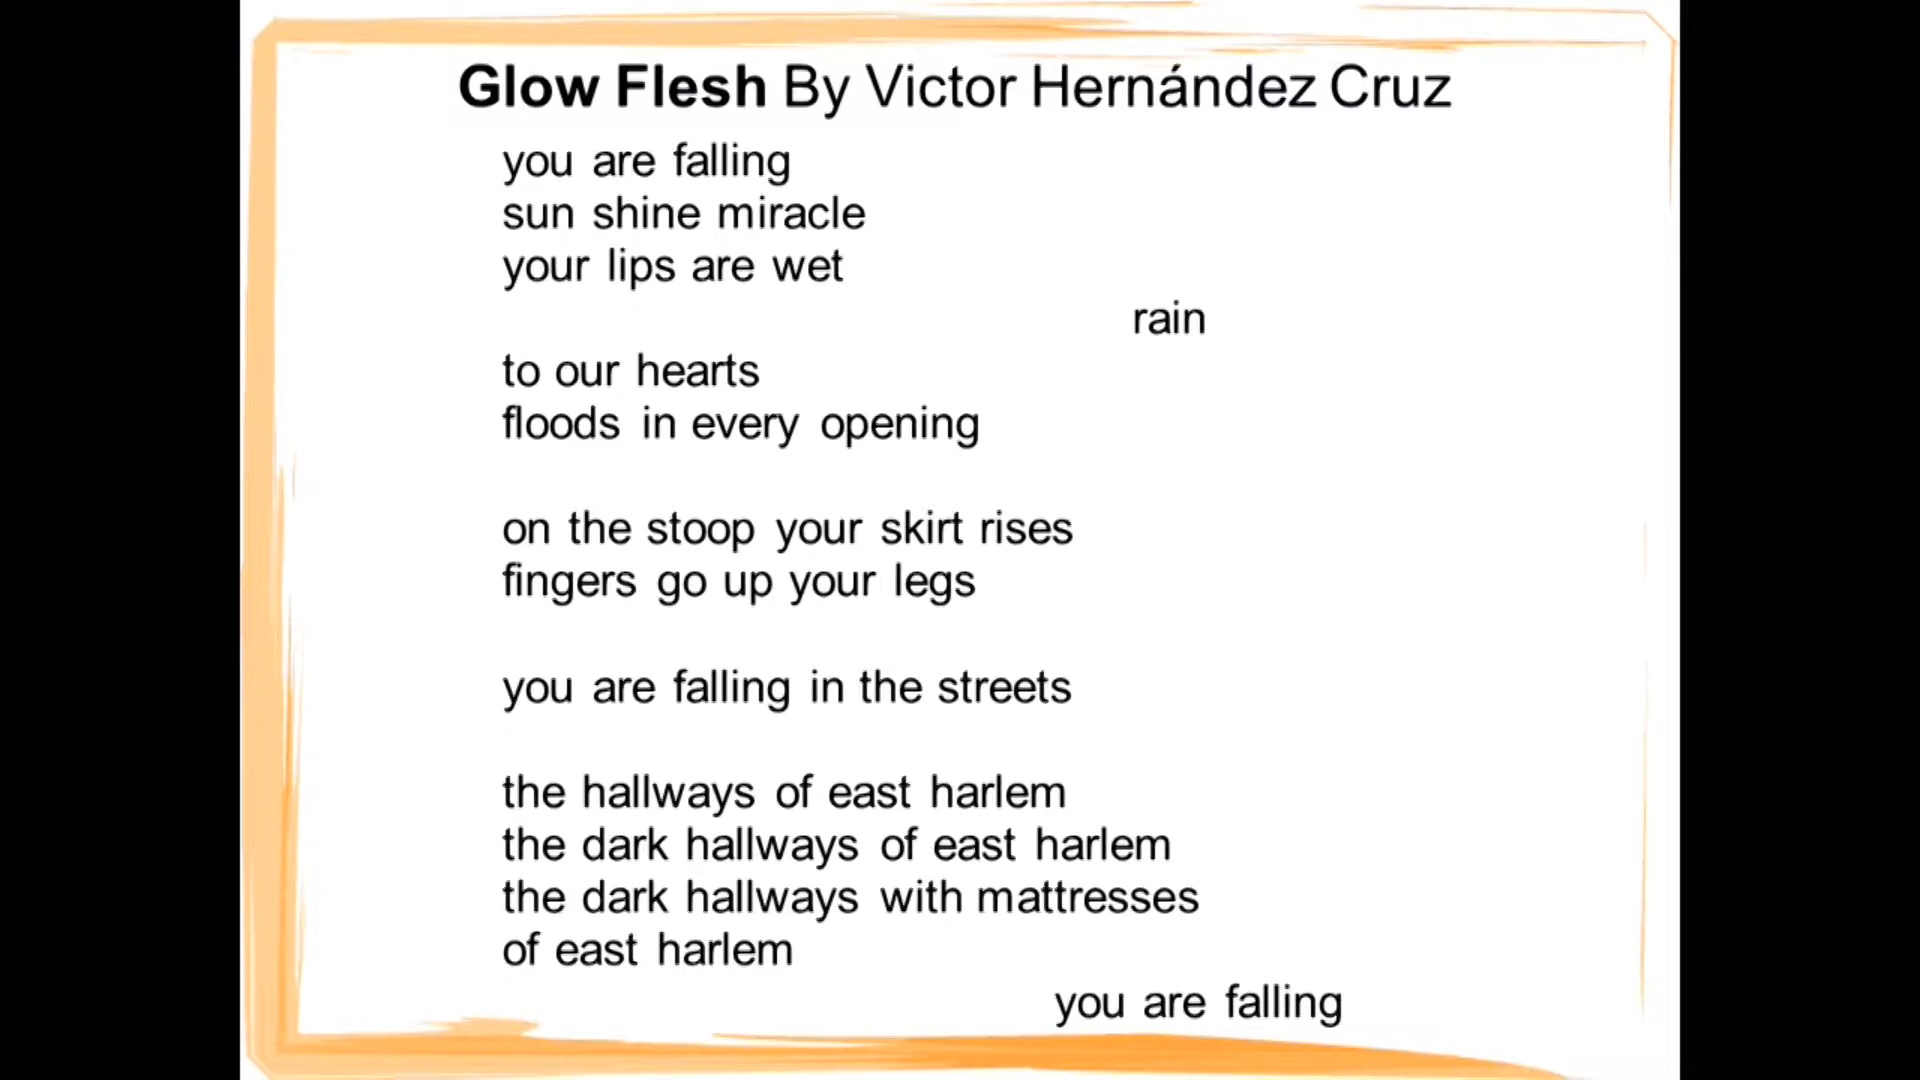 Glow Flesh By Victor Hernández Cruz
you are falling
sun shine miracle
your lips are wet
rain
to our hearts
floods in every opening
on the stoop your skirt rises
fingers go up your legs
you are falling in the streets
the hallways of east harlem
the dark hallways of east harlem
the dark hallways with mattresses
of east harlem
you are falling